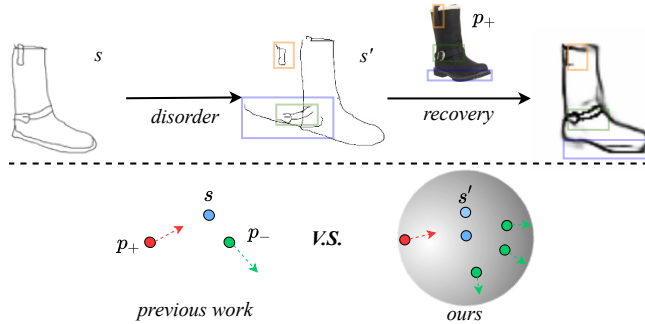 s
s′
p₊
disorder
recovery
s
p₊
p₋
V.S.
s′
previous work
ours